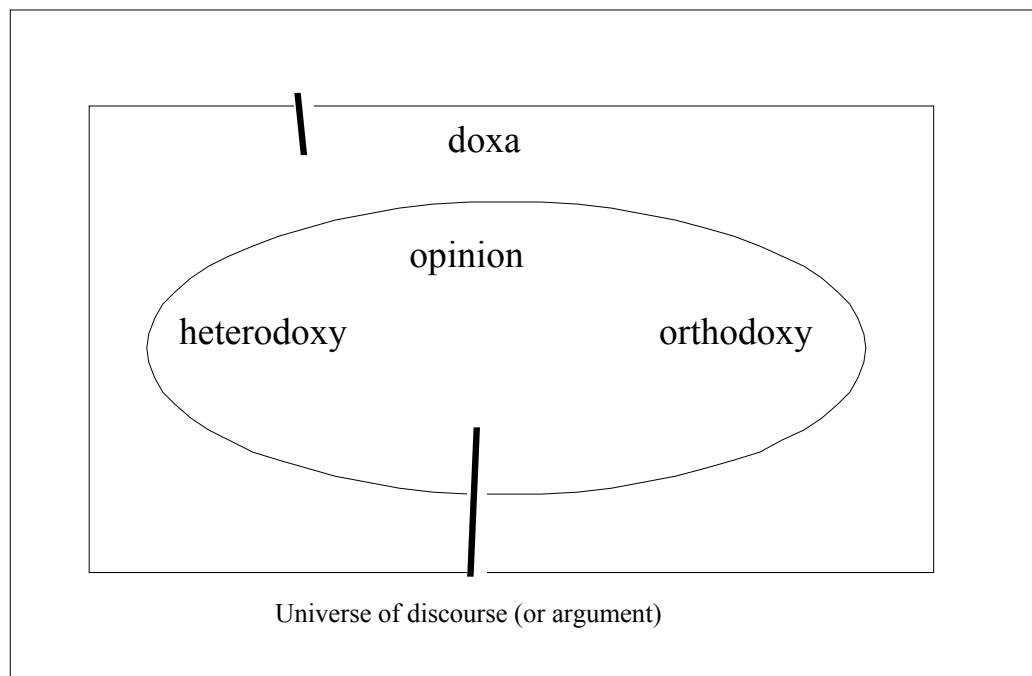 doxa
opinion
heterodoxy orthodoxy
Universe of discourse (or argument)